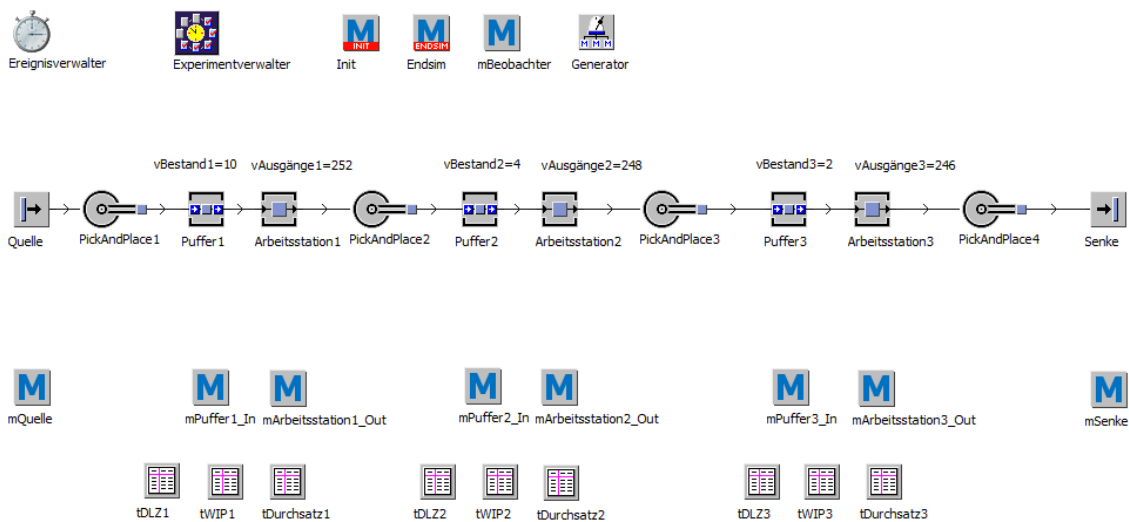 M INIT
M ENDSIM
M
M M M
Ereignisverwalter Experimentverwalter Init Endsim mBeobachter Generator
vBestand1=10 vAusgänge1=252 vBestand2=4 vAusgänge2=248 vBestand3=2 vAusgänge3=246
Quelle PickAndPlace1 Puffer1 Arbeitsstation1 PickAndPlace2 Puffer2 Arbeitsstation2 PickAndPlace3 Puffer3 Arbeitsstation3 PickAndPlace4 Senke
M M M M M M M M
mQuelle mPuffer1_In mArbeitsstation1_Out mPuffer2_In mArbeitsstation2_Out mPuffer3_In mArbeitsstation3_Out mSenke
tDLZ1 tWIP1 tDurchsatz1 tDLZ2 tWIP2 tDurchsatz2 tDLZ3 tWIP3 tDurchsatz3